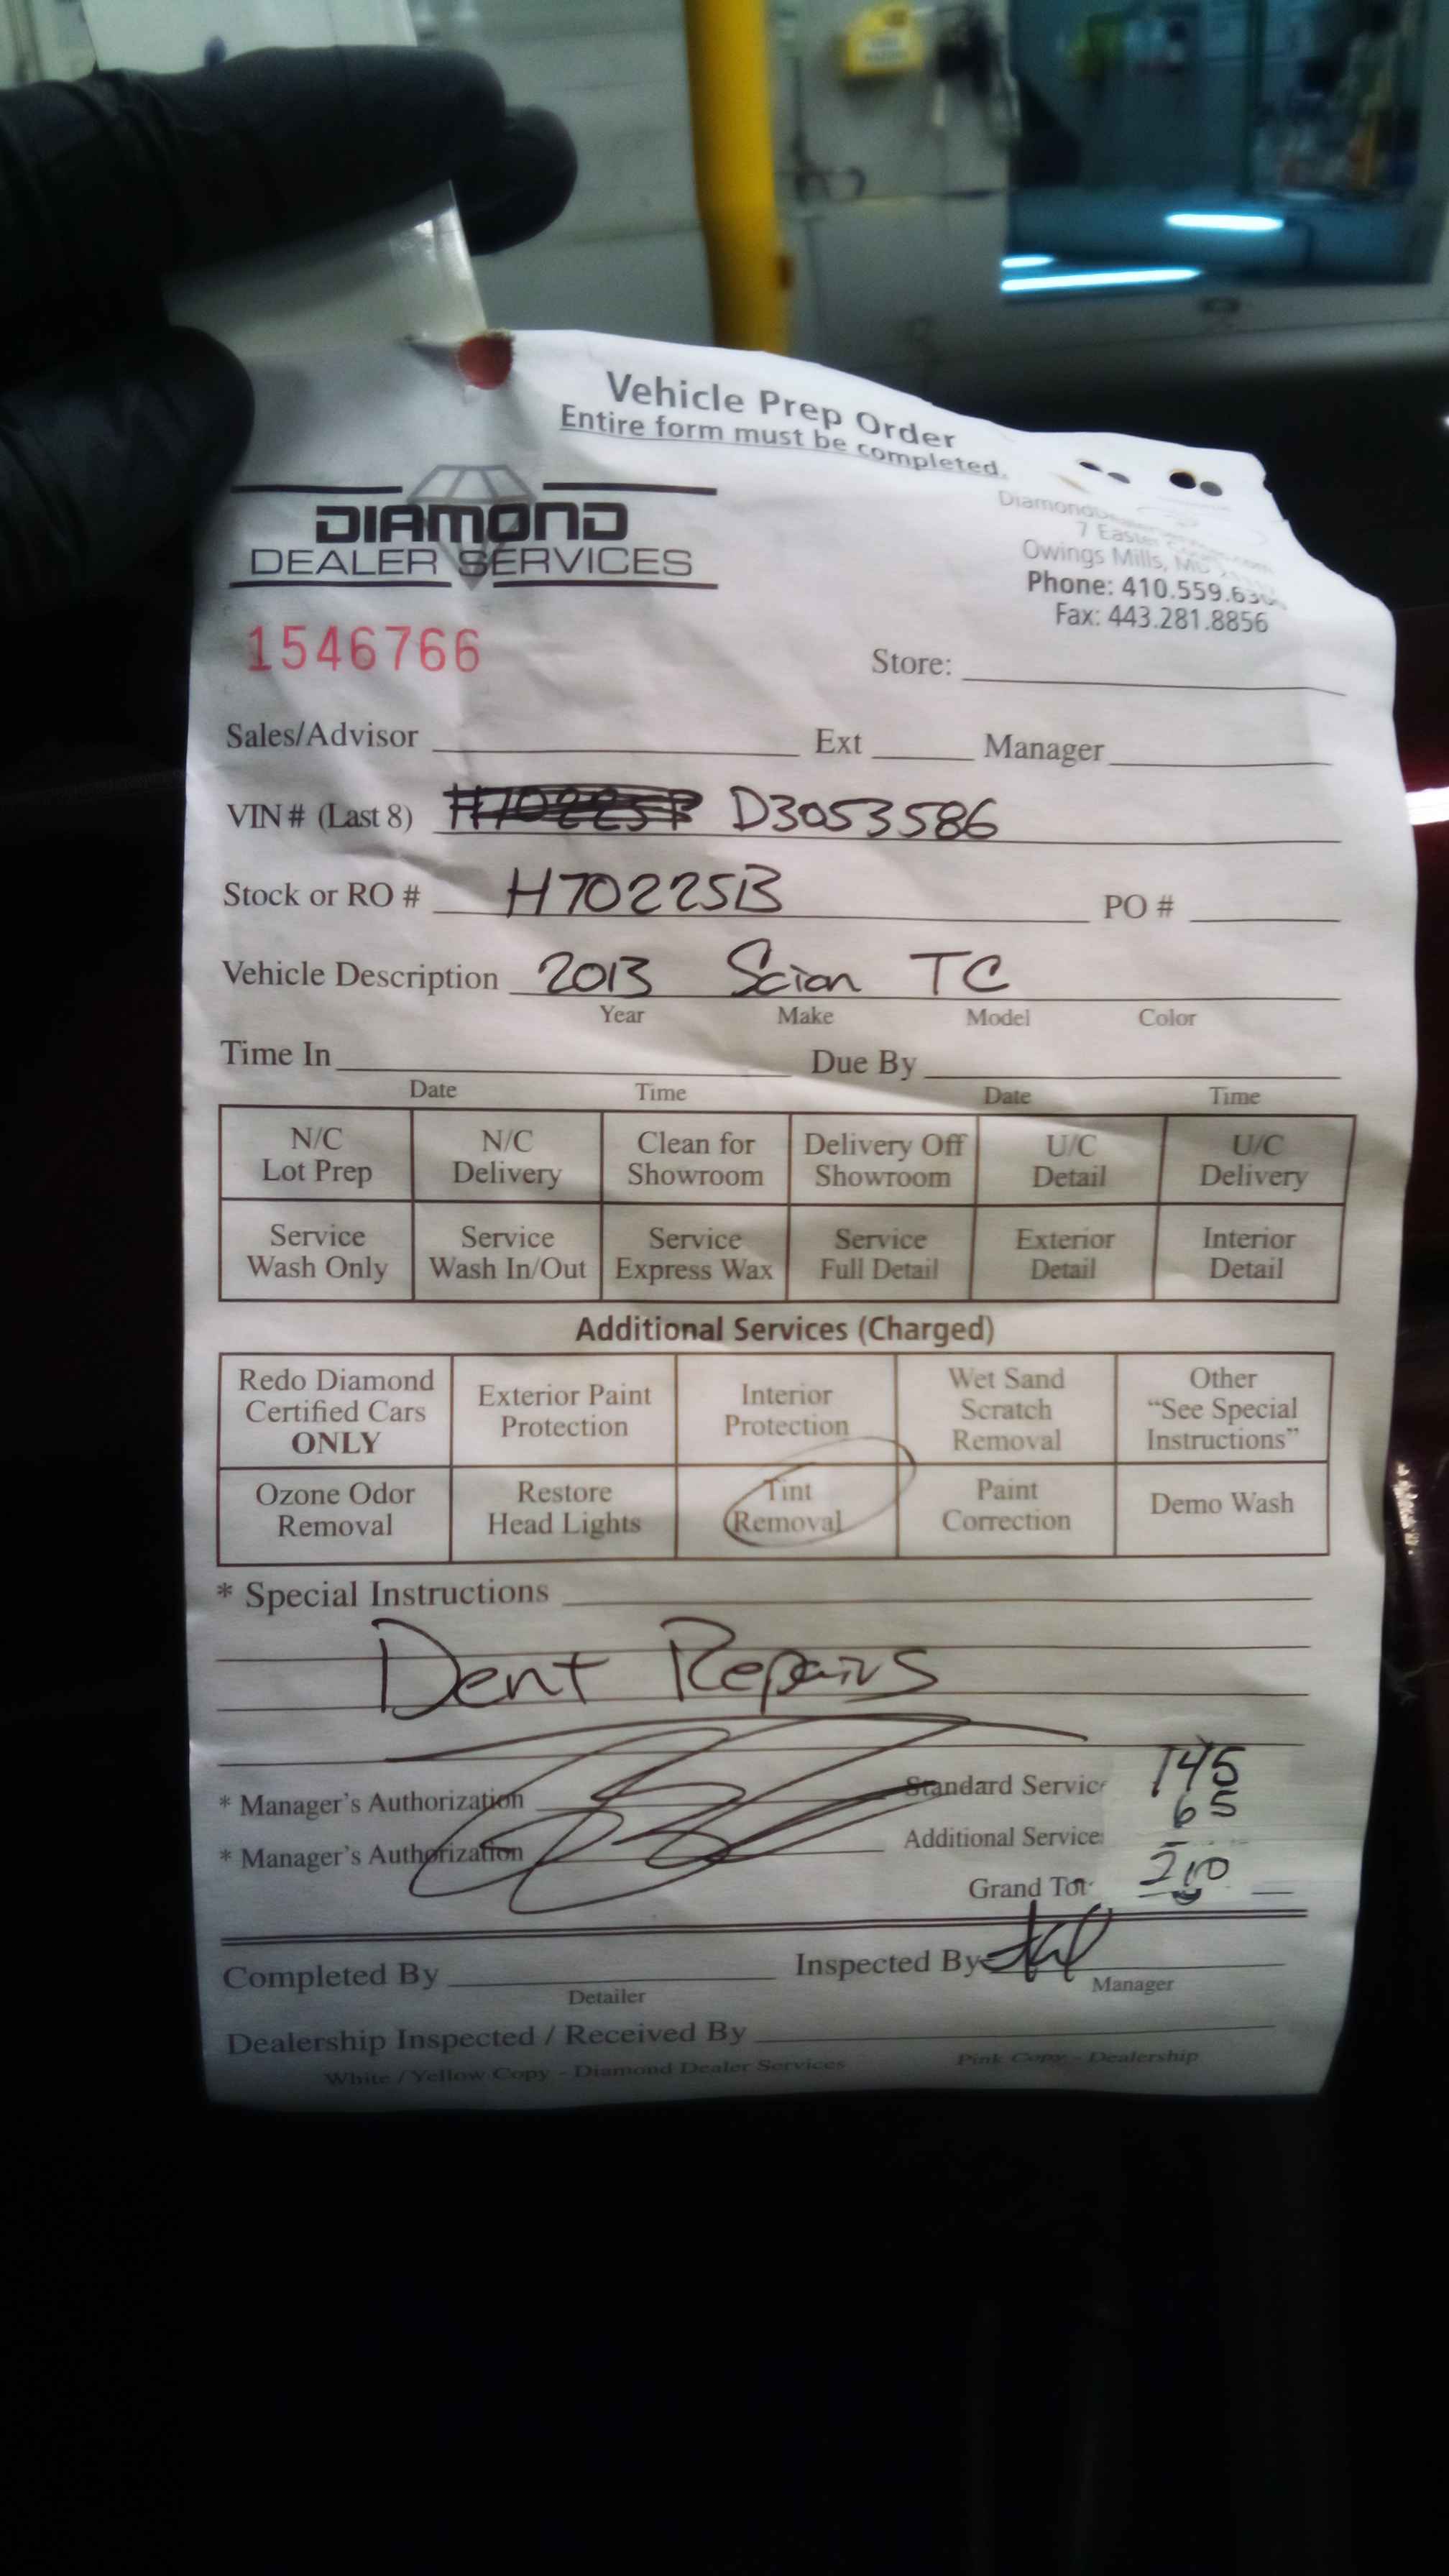 Vehicle Prep Order
Entire form must be completed.
DIAMOND
DEALER SERVICES
7
Owings Mills, MD
Phone: 410.559.63
Fax: 443.281.8856
1546766
Store:
Sales/Advisor Ext Manager
VIN # (Last 8) H70225B D3053586
Stock or RO # H70225B PO #
Vehicle Description 2013 Scion TC
Year Make Model Color
Time In Due By
Date Time Date Time
N/C Lot Prep N/C Delivery Clean for Showroom Delivery Off Showroom U/C Detail U/C Delivery
Service Wash Only Service Wash In/Out Service Express Wax Service Full Detail Exterior Detail Interior Detail
Additional Services (Charged)
Redo Diamond Certified Cars ONLY Exterior Paint Protection Interior Protection Wet Sand Scratch Removal Other "See Special Instructions"
Ozone Odor Removal Restore Head Lights Tint Removal Paint Correction Demo Wash
* Special Instructions
Dent Repairs
* Manager's Authorization Standard Service 145
65
* Manager's Authorization Additional Services
Grand Tot 210
Completed By Inspected By
Detailer Manager
Dealership Inspected / Received By
White / Yellow Copy - Diamond Dealer Services Pink Copy - Dealership